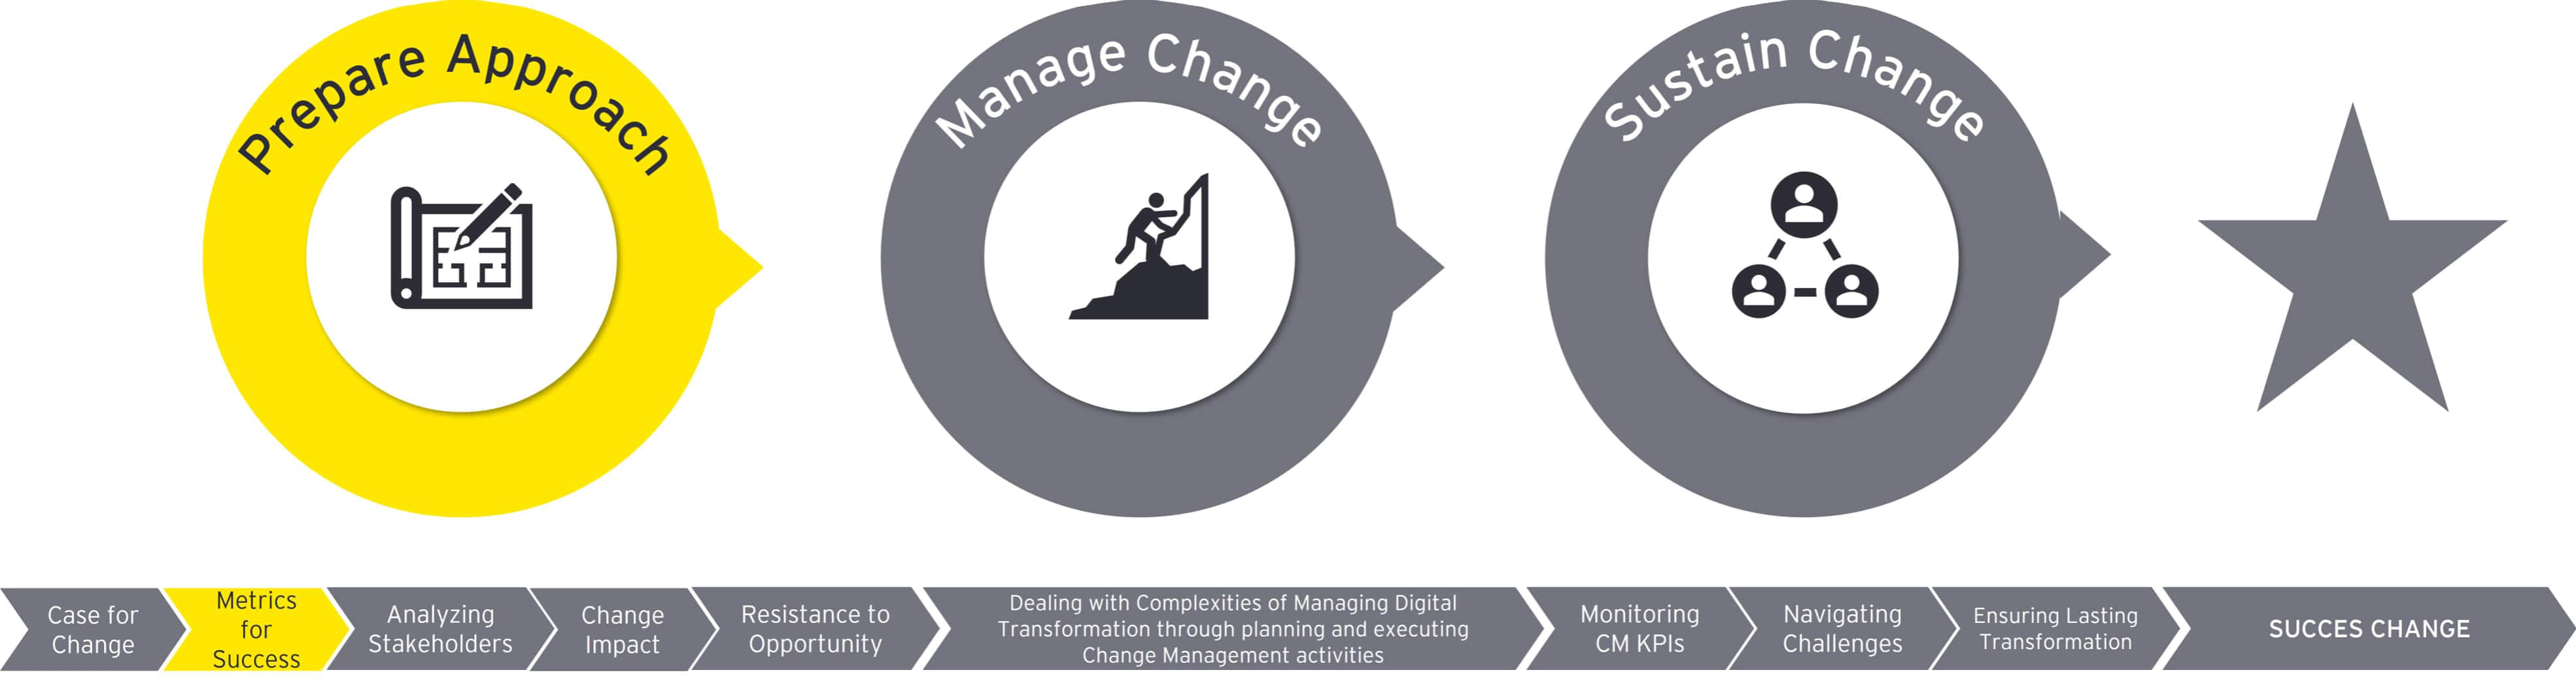 Prepare Approach
Manage Change
Sustain Change
Case for
Change
Metrics
for
Success
Analyzing
Stakeholders
Change
Impact
Resistance to
Opportunity
Dealing with Complexities of Managing Digital
Transformation through planning and executing
Change Management activities
Monitoring
CM KPIs
Navigating
Challenges
Ensuring Lasting
Transformation
SUCCES CHANGE